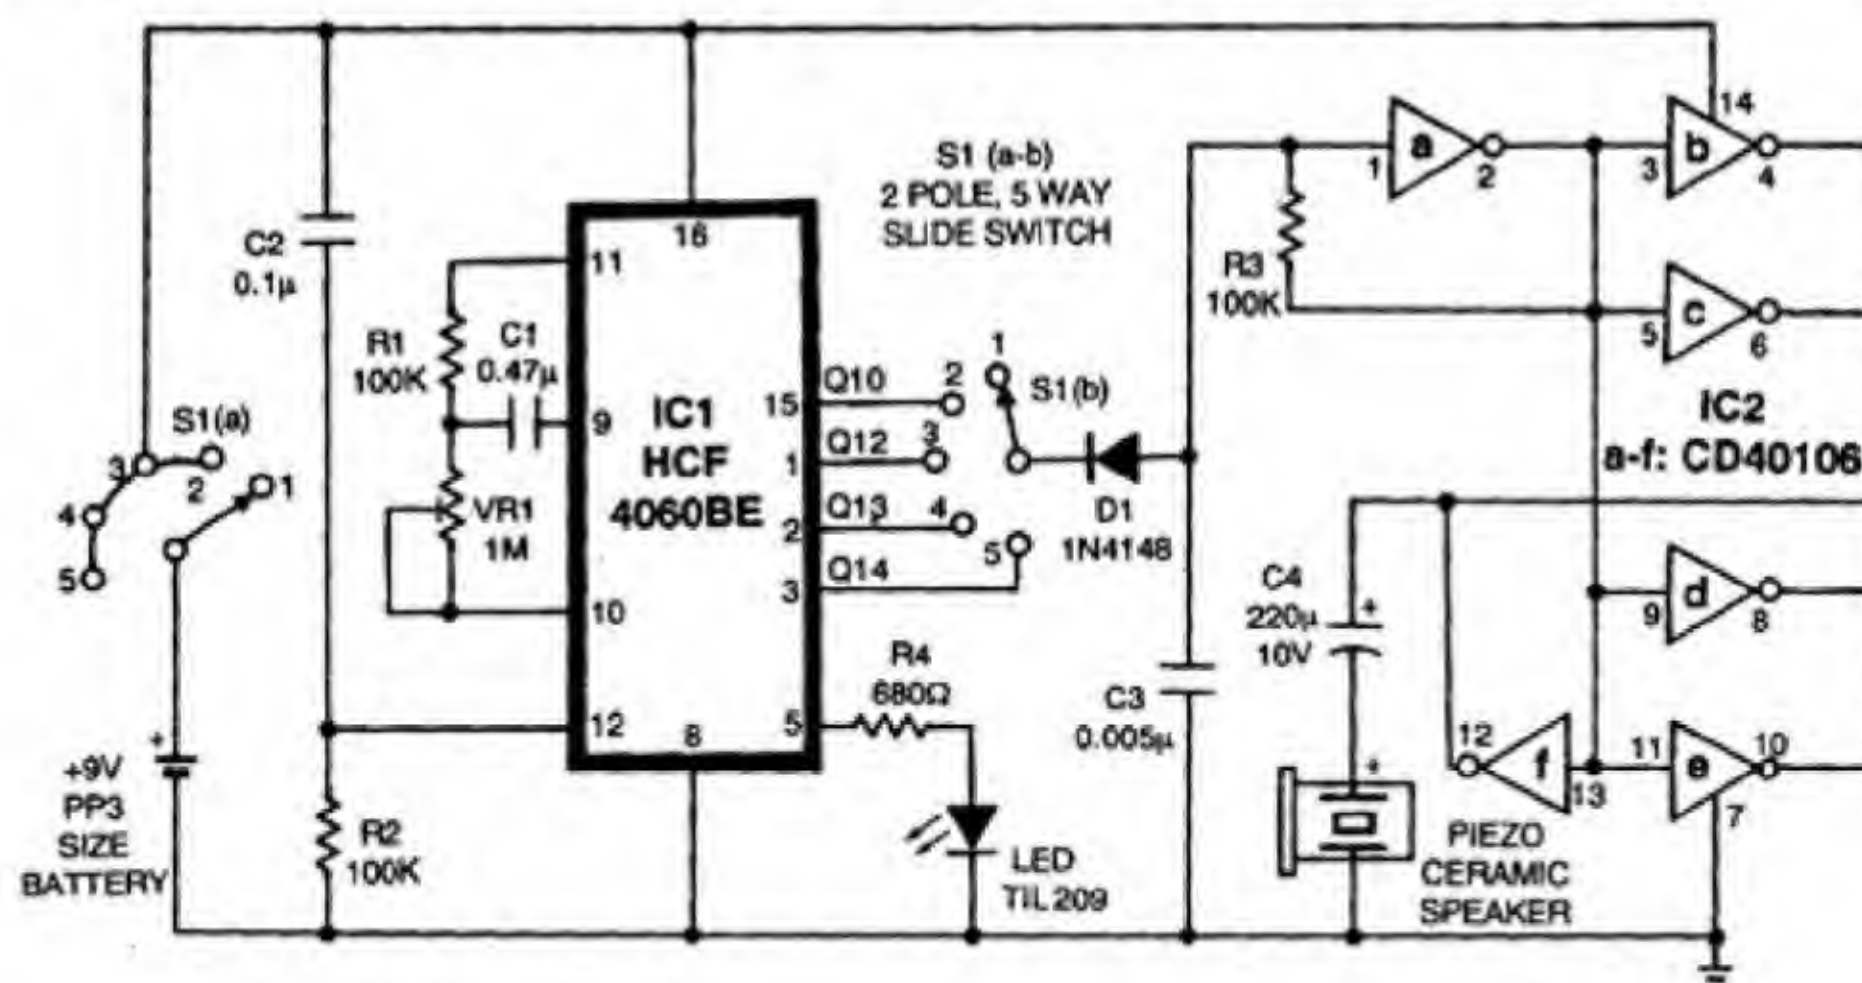 S1 (a-b)
2 POLE, 5 WAY
SLIDE SWITCH
C2
0.1µ
R1
100K
C1
0.47µ
VR1
1M
11
16
9
10
12
8
15
1
2
3
5
IC1
HCF
4060BE
Q10
Q12
Q13
Q14
2
3
4
5
1
S1(b)
D1
1N4148
R3
100K
1
a
2
3
b
14
4
5
c
6
IC2
a-f: CD40106
9
d
8
11
e
10
7
12
f
13
C4
220µ
10V
+
+
PIEZO
CERAMIC
SPEAKER
C3
0.005µ
R4
680Ω
LED
TIL209
R2
100K
S1(a)
3
2
1
4
5
+
+9V
PP3
SIZE
BATTERY